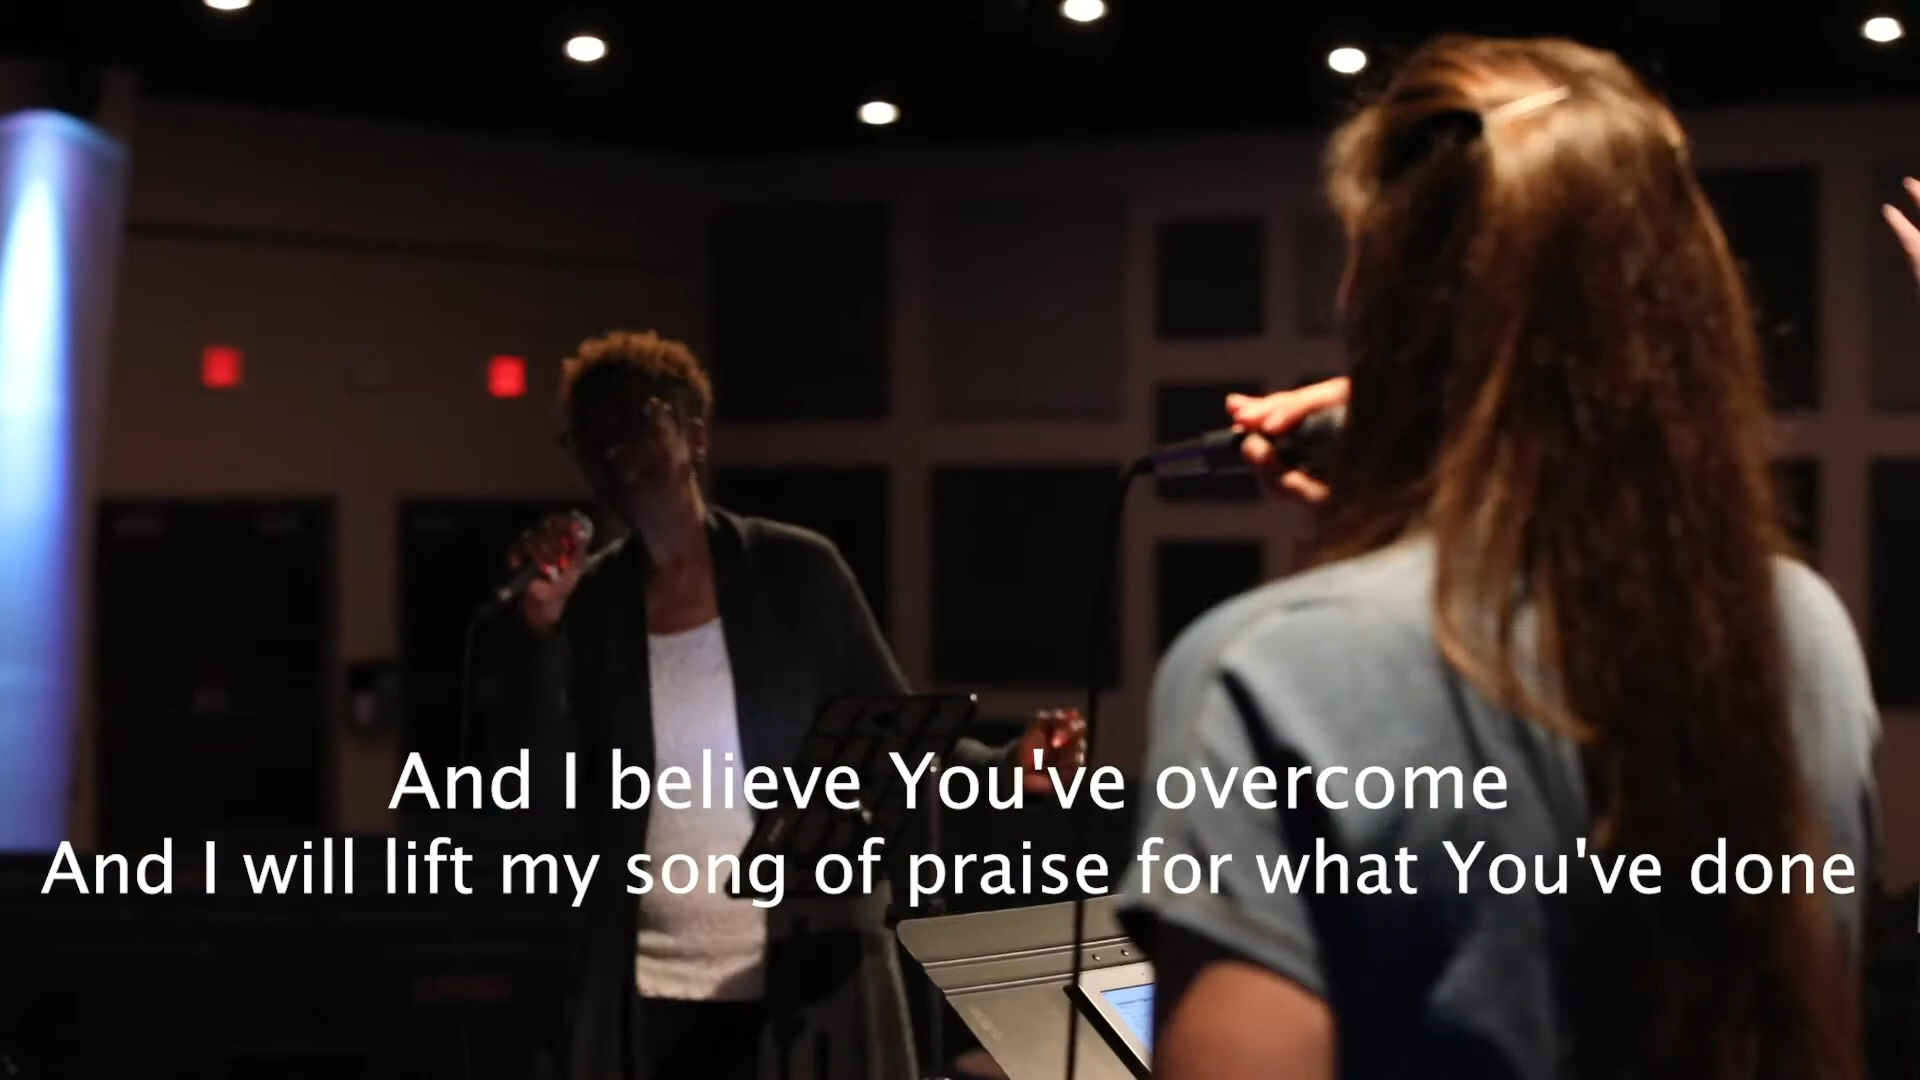 And I believe You've overcome
And I will lift my song of praise for what You've done